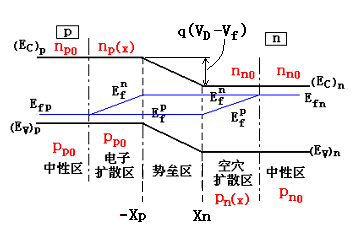 p
q(V_D-V_f)
n
(E_C)_p
n_p0
n_p(x)
n_n0
n_n0
(E_C)_n
E_f^n
E_f^n
E_fn
E_fp
E_f^p
E_f^p
(E_V)_p
(E_V)_n
p_p0
p_p0
中性区
电子
扩散区
势垒区
空穴
扩散区
中性区
p_n(x)
p_n0
-Xp
Xn